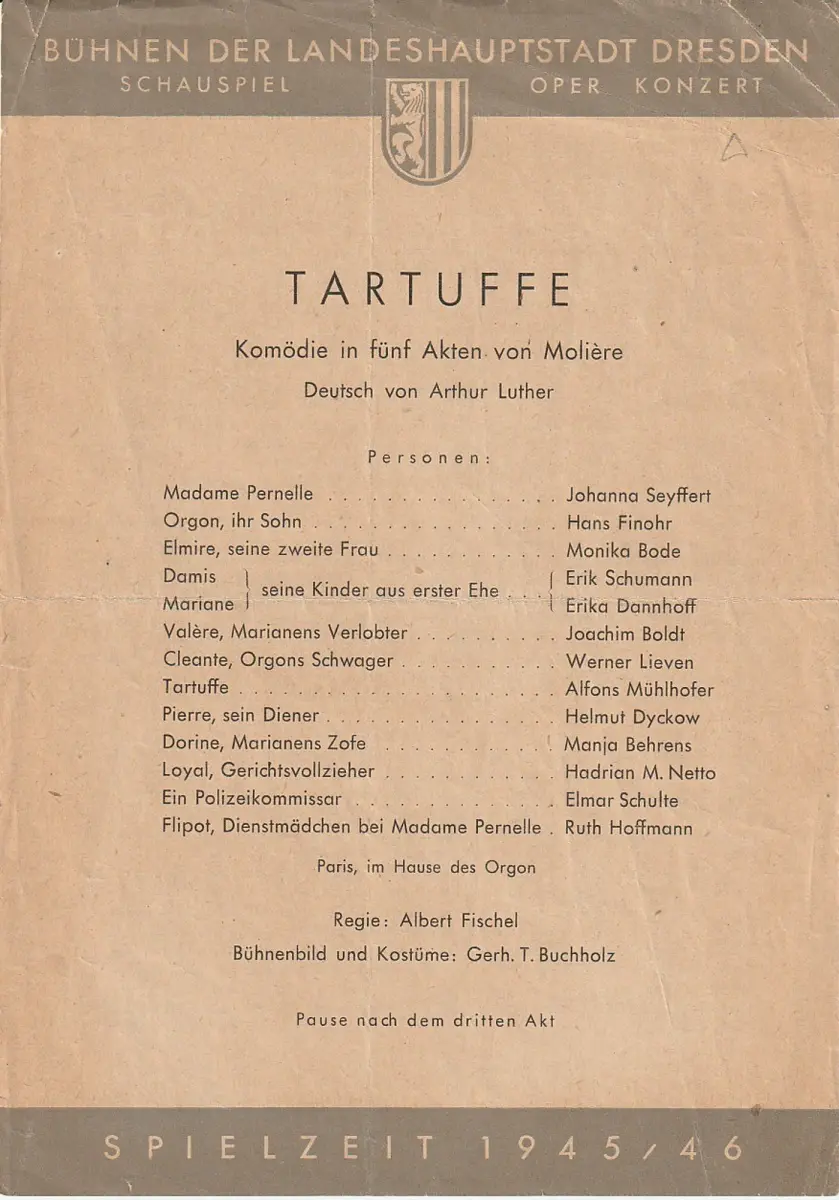 BÜHNEN DER LANDESHAUPTSTADT DRESDEN
SCHAUSPIEL OPER KONZERT
TARTUFFE
Komödie in fünf Akten von Molière
Deutsch von Arthur Luther
Personen:
Madame Pernelle . . . . . . . . . . . . . . . . Johanna Seyffert
Orgon, ihr Sohn . . . . . . . . . . . . . . . . . Hans Finohr
Elmire, seine zweite Frau . . . . . . . . . . . . Monika Bode
Damis } seine Kinder aus erster Ehe . . . { Erik Schumann
Mariane } { Erika Dannhoff
Valère, Marianens Verlobter . . . . . . . . . . Joachim Boldt
Cleante, Orgons Schwager . . . . . . . . . . . Werner Lieven
Tartuffe . . . . . . . . . . . . . . . . . . . . . . Alfons Mühlhofer
Pierre, sein Diener . . . . . . . . . . . . . . . . Helmut Dyckow
Dorine, Marianens Zofe . . . . . . . . . . . . Manja Behrens
Loyal, Gerichtsvollzieher . . . . . . . . . . . . Hadrian M. Netto
Ein Polizeikommissar . . . . . . . . . . . . . . Elmar Schulte
Flipot, Dienstmädchen bei Madame Pernelle . Ruth Hoffmann
Paris, im Hause des Orgon
Regie: Albert Fischel
Bühnenbild und Kostüme: Gerh. T. Buchholz
Pause nach dem dritten Akt
SPIELZEIT 1945/46